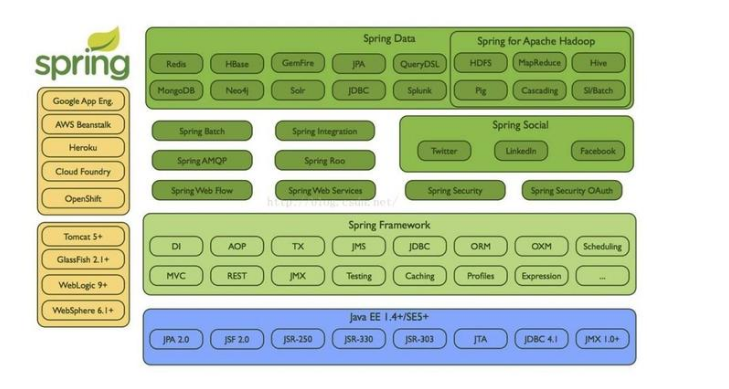 spring
Google App Eng.
AWS Beanstalk
Heroku
Cloud Foundry
OpenShift
Tomcat 5+
GlassFish 2.1+
WebLogic 9+
WebSphere 6.1+
Spring Data
Redis HBase GemFire JPA QueryDSL
MongoDB Neo4j Solr JDBC Splunk
Spring for Apache Hadoop
HDFS MapReduce Hive
Pig Cascading SI/Batch
Spring Batch Spring Integration
Spring AMQP Spring Roo
Spring Social
Twitter LinkedIn Facebook
Spring Web Flow Spring Web Services Spring Security Spring Security OAuth
http://blog.csdn.net/
Spring Framework
DI AOP TX JMS JDBC ORM OXM Scheduling
MVC REST JMX Testing Caching Profiles Expression ...
Java EE 1.4+/SE5+
JPA 2.0 JSF 2.0 JSR-250 JSR-330 JSR-303 JTA JDBC 4.1 JMX 1.0+